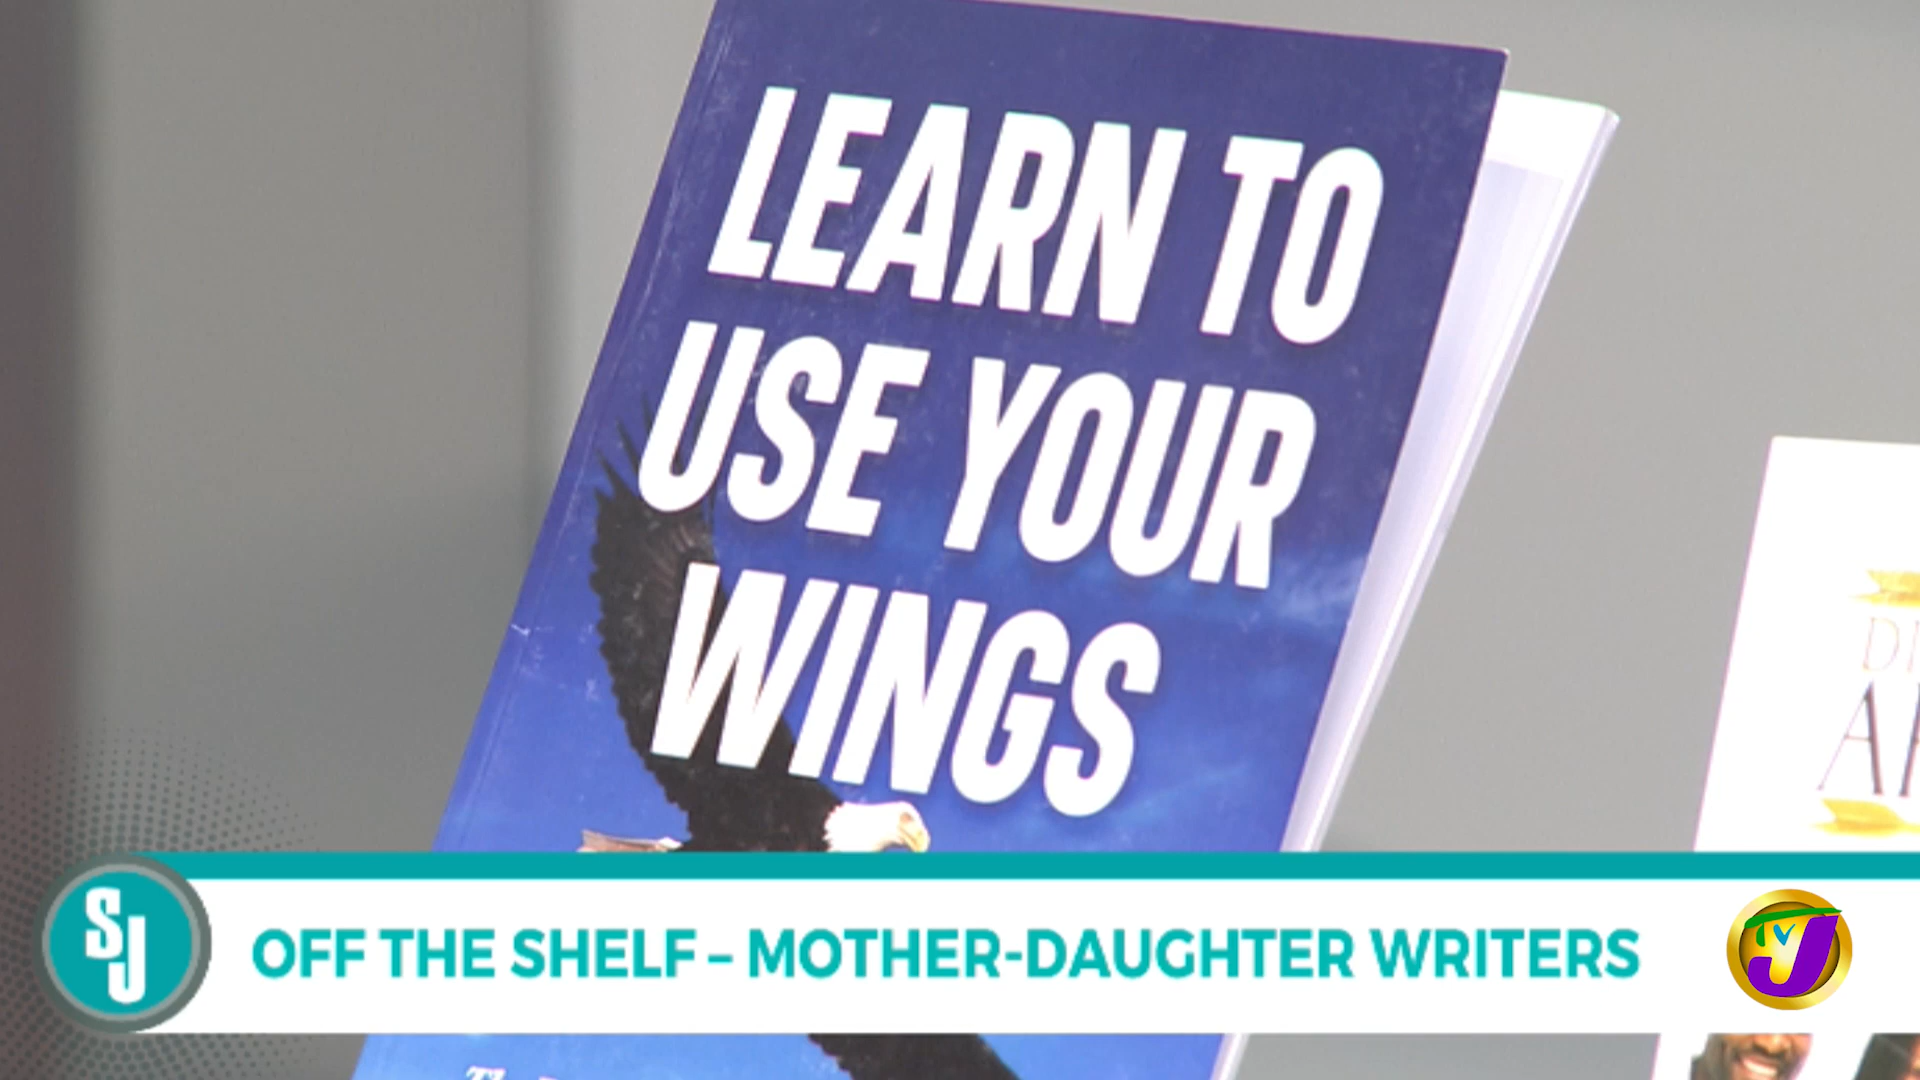 LEARN TO
USE YOUR
WINGS
SJ
OFF THE SHELF – MOTHER-DAUGHTER WRITERS
TVJ